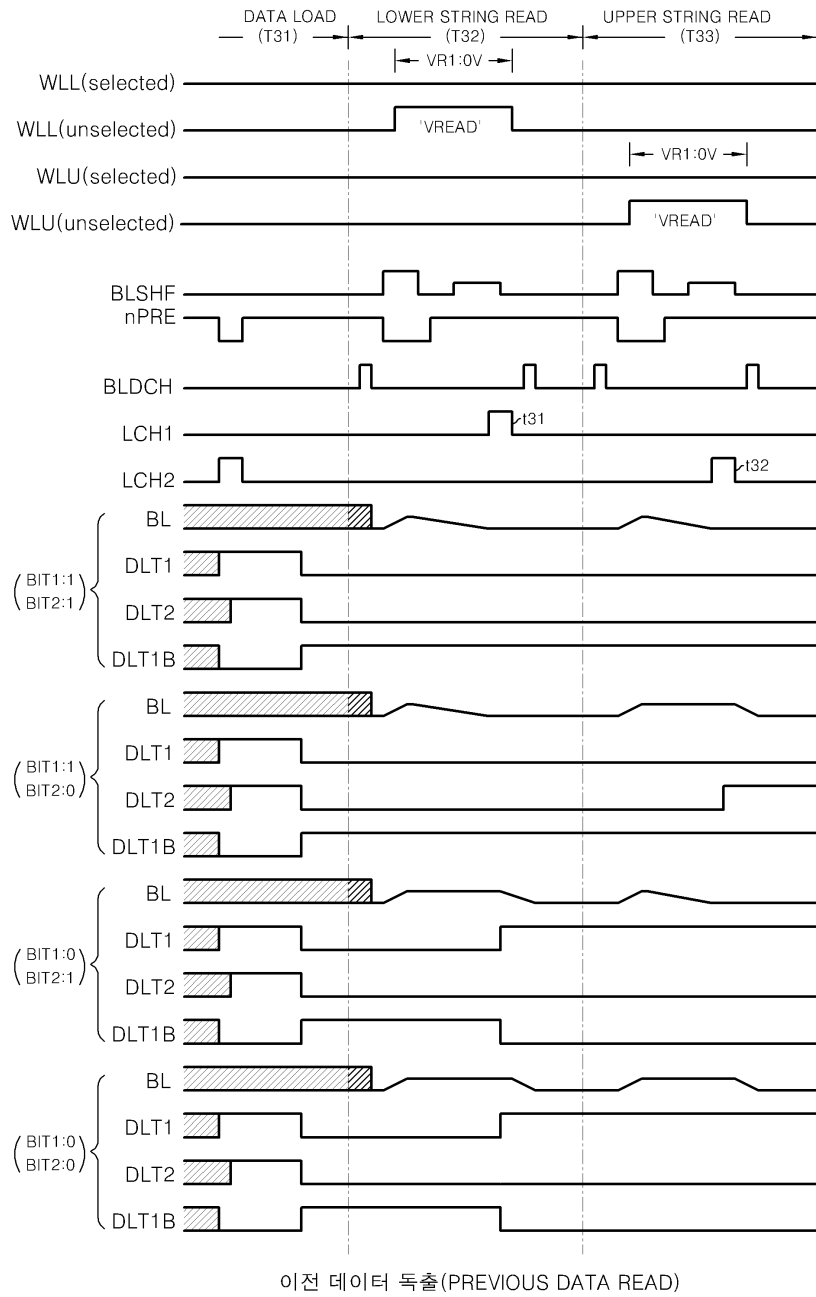 DATA LOAD (T31)
LOWER STRING READ (T32)
UPPER STRING READ (T33)
VR1:0V
WLL(selected)
WLL(unselected)
'VREAD'
VR1:0V
WLU(selected)
WLU(unselected)
'VREAD'
BLSHF
nPRE
BLDCH
LCH1
t31
LCH2
t32
BIT1:1
BIT2:1
BL
DLT1
DLT2
DLT1B
BIT1:1
BIT2:0
BL
DLT1
DLT2
DLT1B
BIT1:0
BIT2:1
BL
DLT1
DLT2
DLT1B
BIT1:0
BIT2:0
BL
DLT1
DLT2
DLT1B
이전 데이터 독출(PREVIOUS DATA READ)